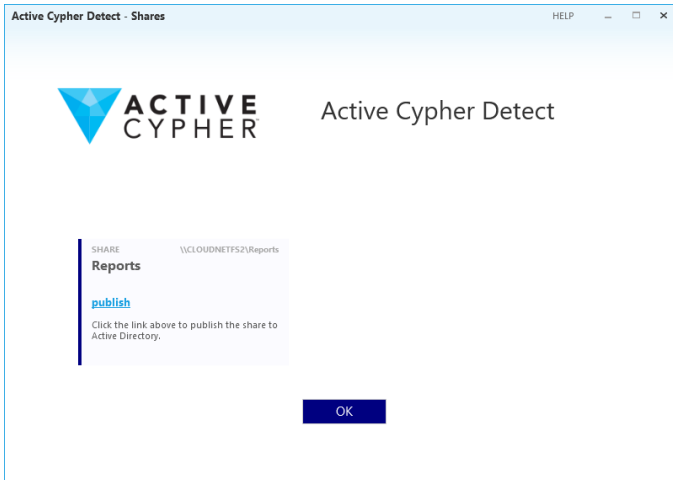 Active Cypher Detect - Shares
HELP
ACTIVE
CYPHER
Active Cypher Detect
SHARE \\CLOUDNETFS2\Reports
Reports
publish
Click the link above to publish the share to
Active Directory.
OK